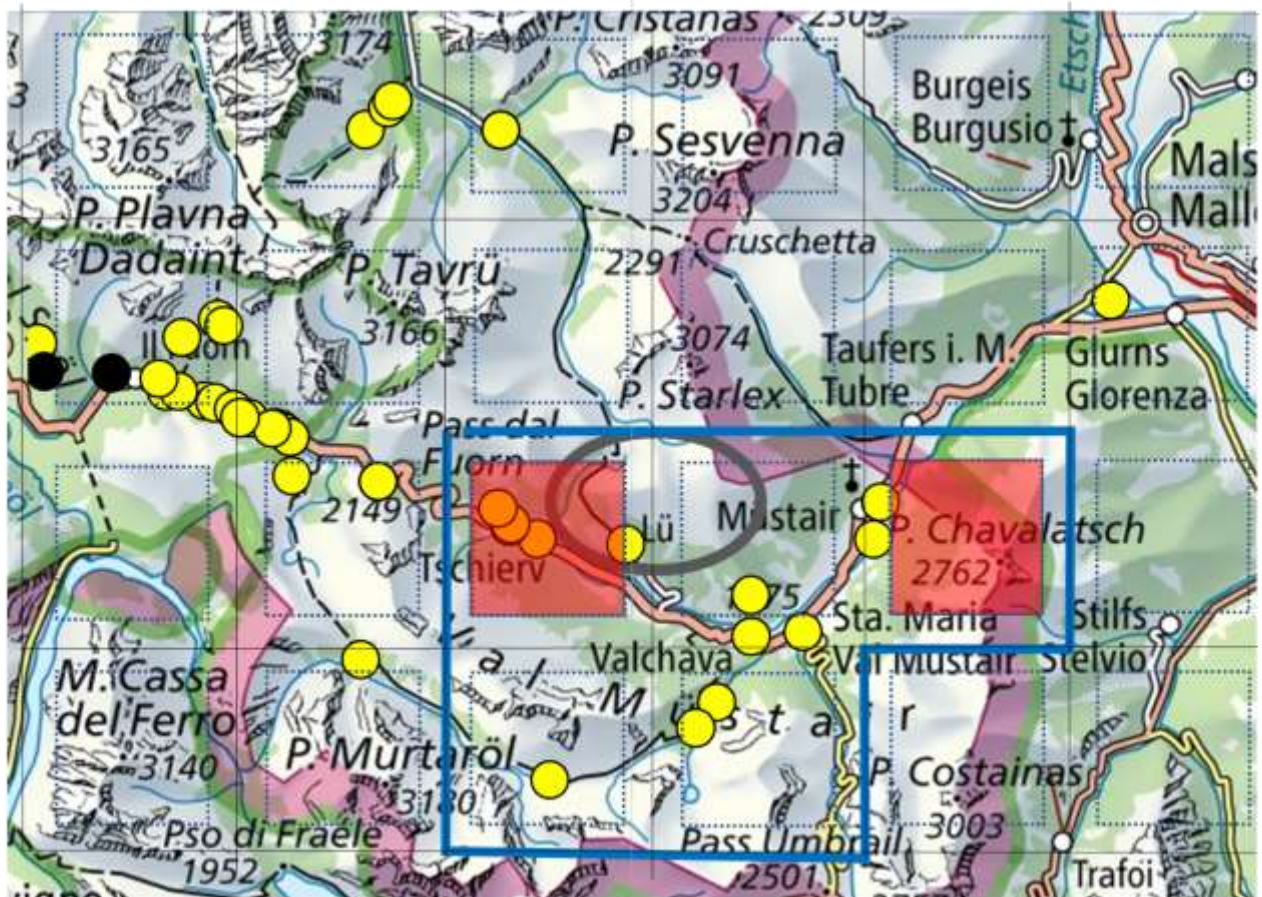 P. Cristanas
2309
3174
3091
Etsch
Burgeis
Burgusio
3
3165
P. Sesvenna
Mals
3204
P. Plavna
Dadaint
Cruschetta
P. Tavrü
2291
3166
3074
Taufers i. M.
Tubre
Glurns
Glorenza
P. Starlex
Pass dal
Fuorn
2149
Müstair
P. Chavalatsch
2762
Lü
Tschierv
Sta. Maria
Val Müstair
Stilfs
Stelvio
Valchava
a l M ü s t a i r
M. Cassa
del Ferro
3140
P. Murtaröl
3180
P. Costainas
3003
Pso di Fraéle
1952
Pass Umbrail
2501
Trafoi